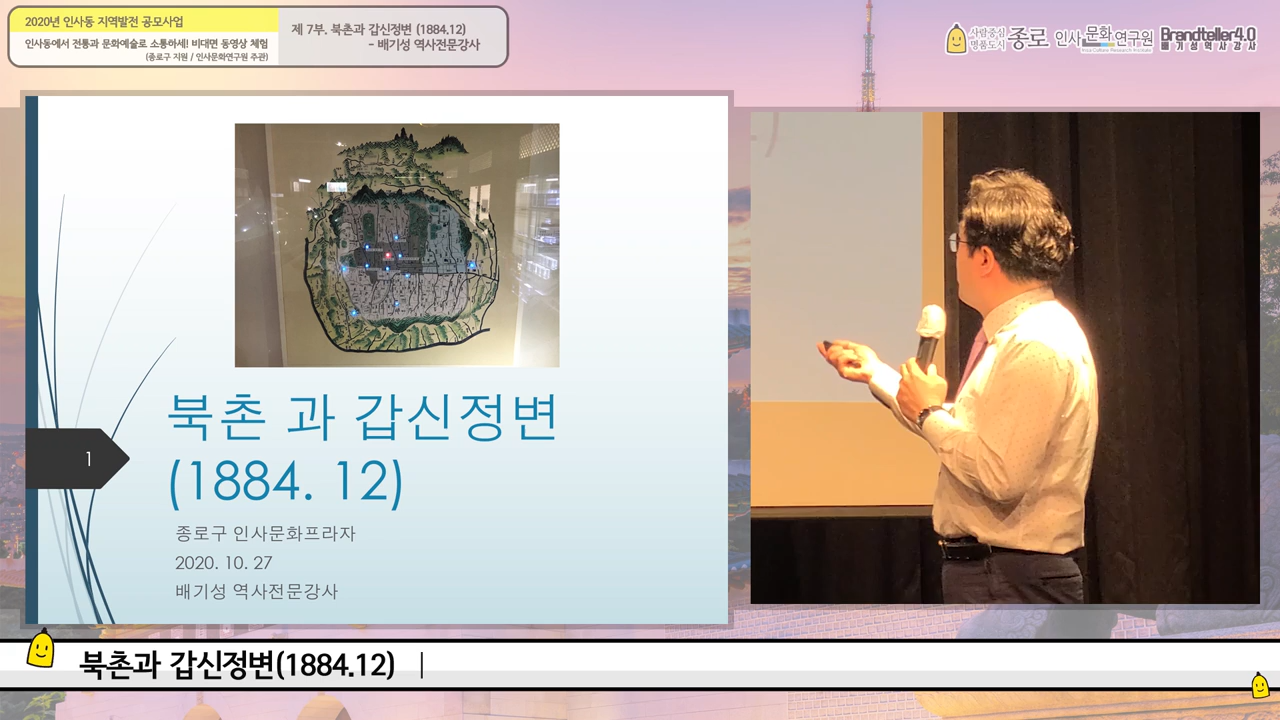 2020년 인사동 지역발전 공모사업
인사동에서 전통과 문화예술로 소통하세! 비대면 동영상 체험
(종로구 지원 / 인사문화연구원 주관)
제 7부. 북촌과 갑신정변 (1884.12)
- 배기성 역사전문강사
사람중심
명품도시
종로
인사문화연구원
Insa Culture Research Institute
Brandteller4.0
배기성역사강사
북촌 과 갑신정변
(1884. 12)
1
종로구 인사문화프라자
2020. 10. 27
배기성 역사전문강사
북촌과 갑신정변(1884.12)